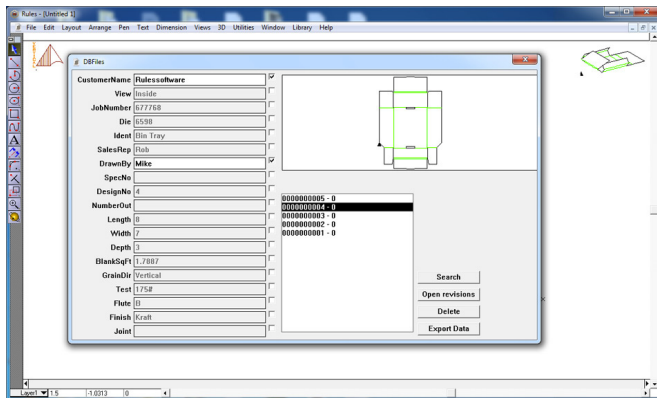 Rules - [Untitled 1]
# File Edit Layout Arrange Pen Text Dimension Views 3D Utilities Window Library Help
# DBFiles
CustomerName Rulessoftware
View Inside
JobNumber 677768
Die 6598
Ident Bin Tray
SalesRep Rob
DrawnBy Mike
SpecNo
DesignNo 4
NumberOut
Length 8
Width 7
Depth 3
BlankSqFt 1.7887
GrainDir Vertical
Test 175#
Flute B
Finish Kraft
Joint
0000000005 - 0
0000000004 - 0
0000000003 - 0
0000000002 - 0
0000000001 - 0
Search
Open revisions
Delete
Export Data
Layer1 1.5 -1.0313 0